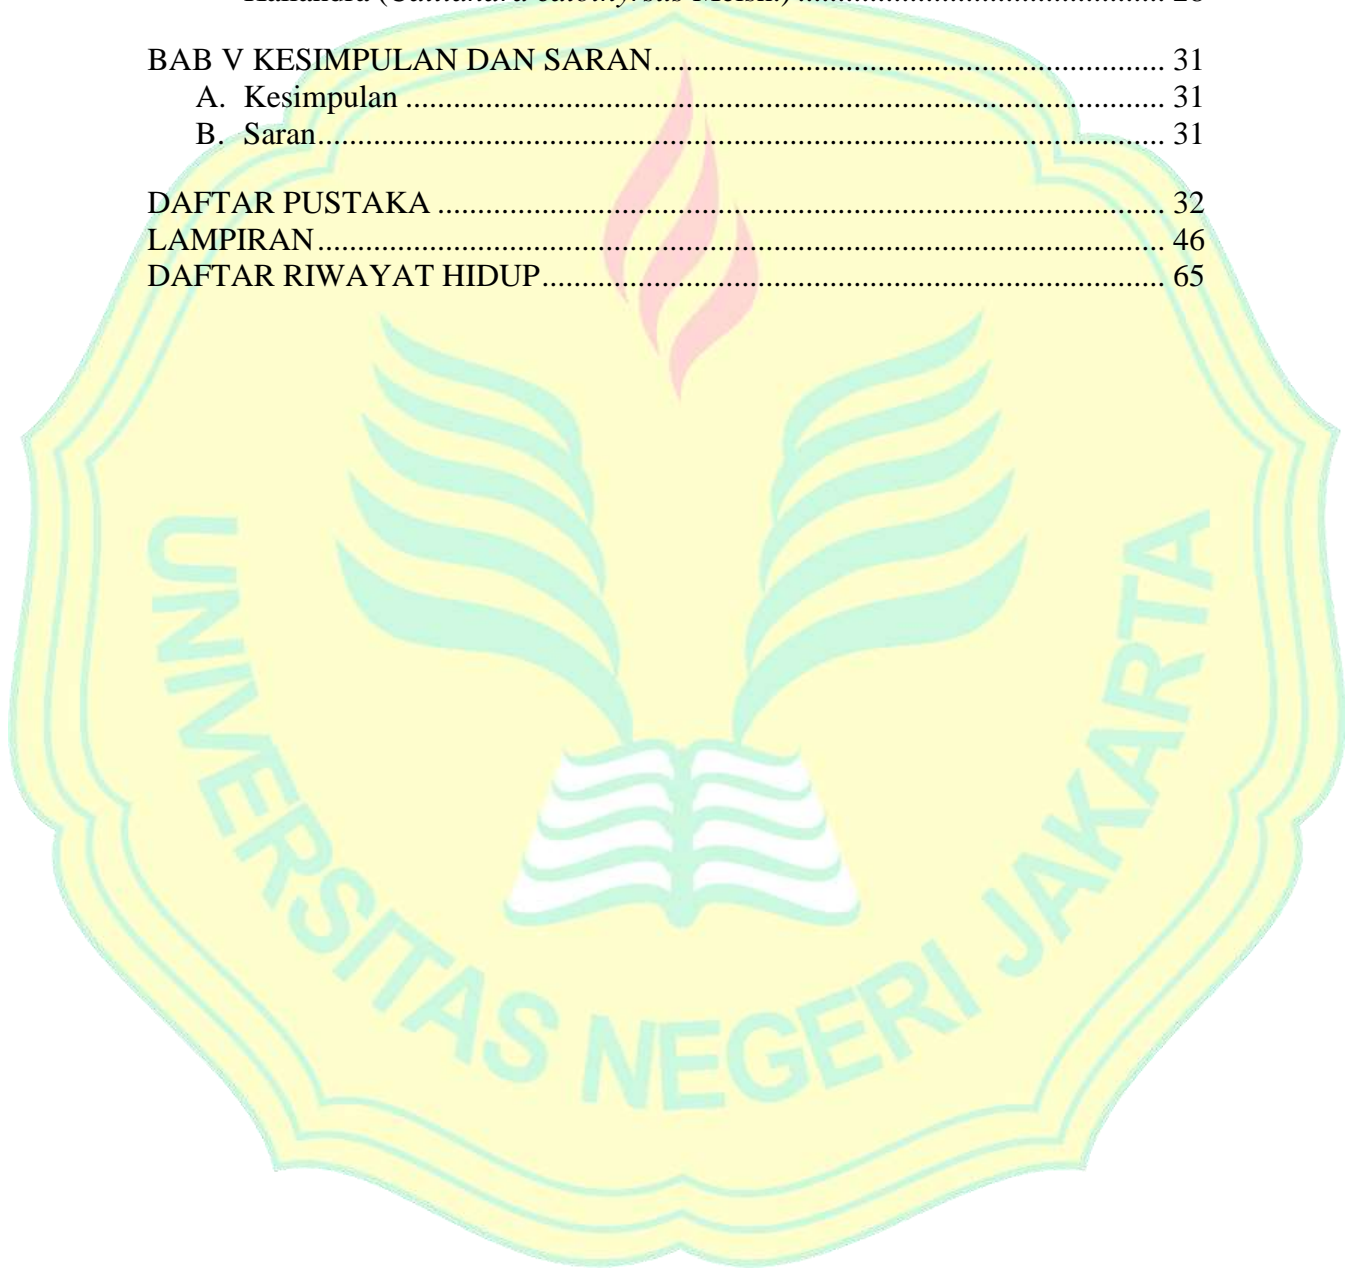 BAB V KESIMPULAN DAN SARAN................................................................ 31
A. Kesimpulan ............................................................................................... 31
B. Saran.......................................................................................................... 31
DAFTAR PUSTAKA ........................................................................................... 32
LAMPIRAN.......................................................................................................... 46
DAFTAR RIWAYAT HIDUP.............................................................................. 65
UNIVERSITAS NEGERI JAKARTA